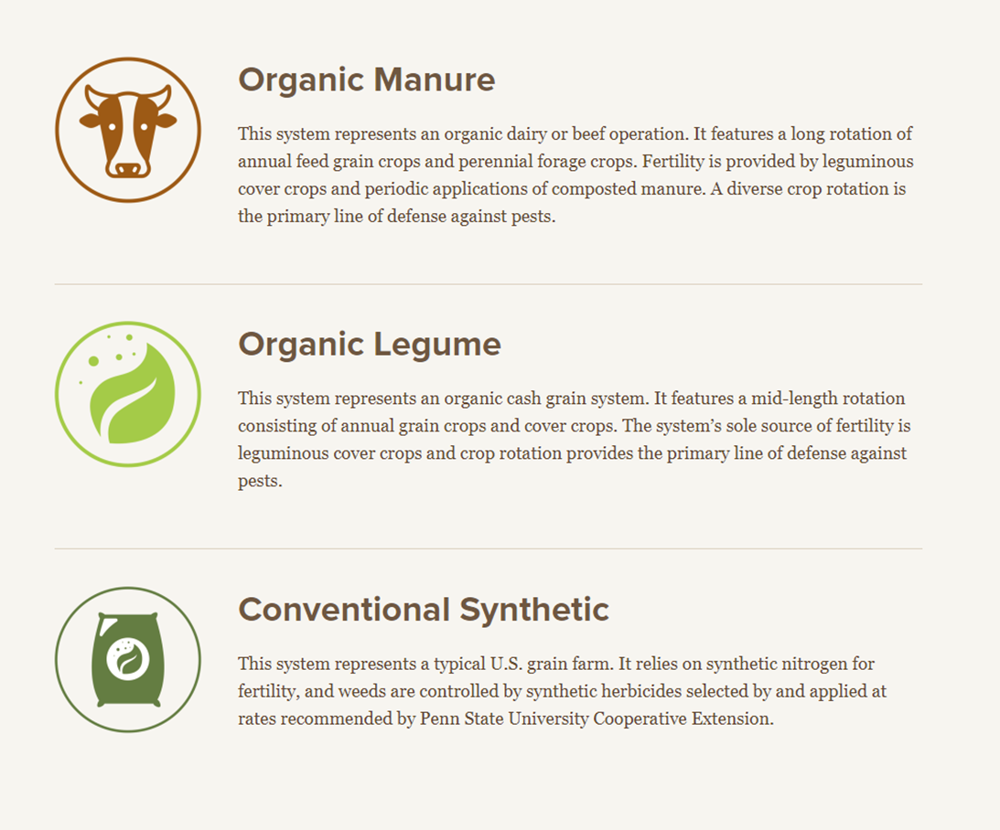 Organic Manure
This system represents an organic dairy or beef operation. It features a long rotation of
annual feed grain crops and perennial forage crops. Fertility is provided by leguminous
cover crops and periodic applications of composted manure. A diverse crop rotation is
the primary line of defense against pests.
Organic Legume
This system represents an organic cash grain system. It features a mid-length rotation
consisting of annual grain crops and cover crops. The system’s sole source of fertility is
leguminous cover crops and crop rotation provides the primary line of defense against
pests.
Conventional Synthetic
This system represents a typical U.S. grain farm. It relies on synthetic nitrogen for
fertility, and weeds are controlled by synthetic herbicides selected by and applied at
rates recommended by Penn State University Cooperative Extension.